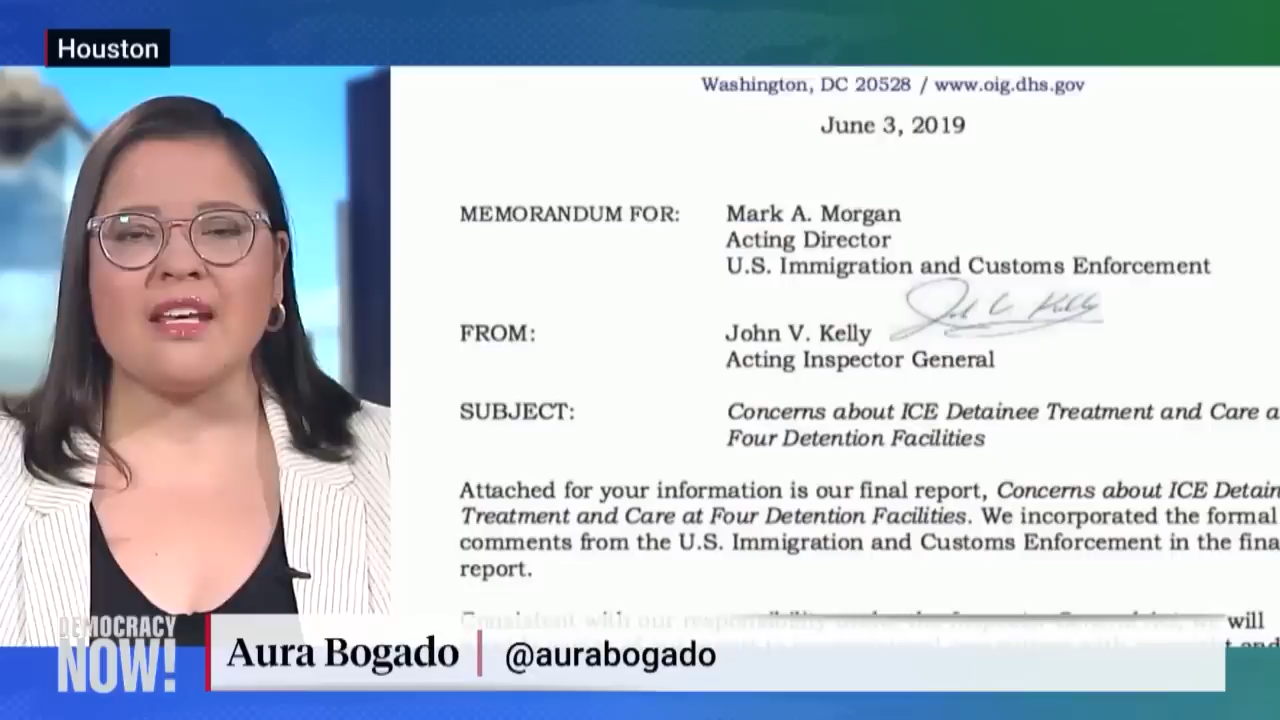 Houston
Washington, DC 20528 / www.oig.dhs.gov
June 3, 2019
MEMORANDUM FOR: Mark A. Morgan
Acting Director
U.S. Immigration and Customs Enforcement
FROM: John V. Kelly
Acting Inspector General
SUBJECT: Concerns about ICE Detainee Treatment and Care a
Four Detention Facilities
Attached for your information is our final report, Concerns about ICE Detain
Treatment and Care at Four Detention Facilities. We incorporated the formal
comments from the U.S. Immigration and Customs Enforcement in the fina
report.
Consistent with our responsibility will
DEMOCRACY
NOW!
Aura Bogado | @aurabogado